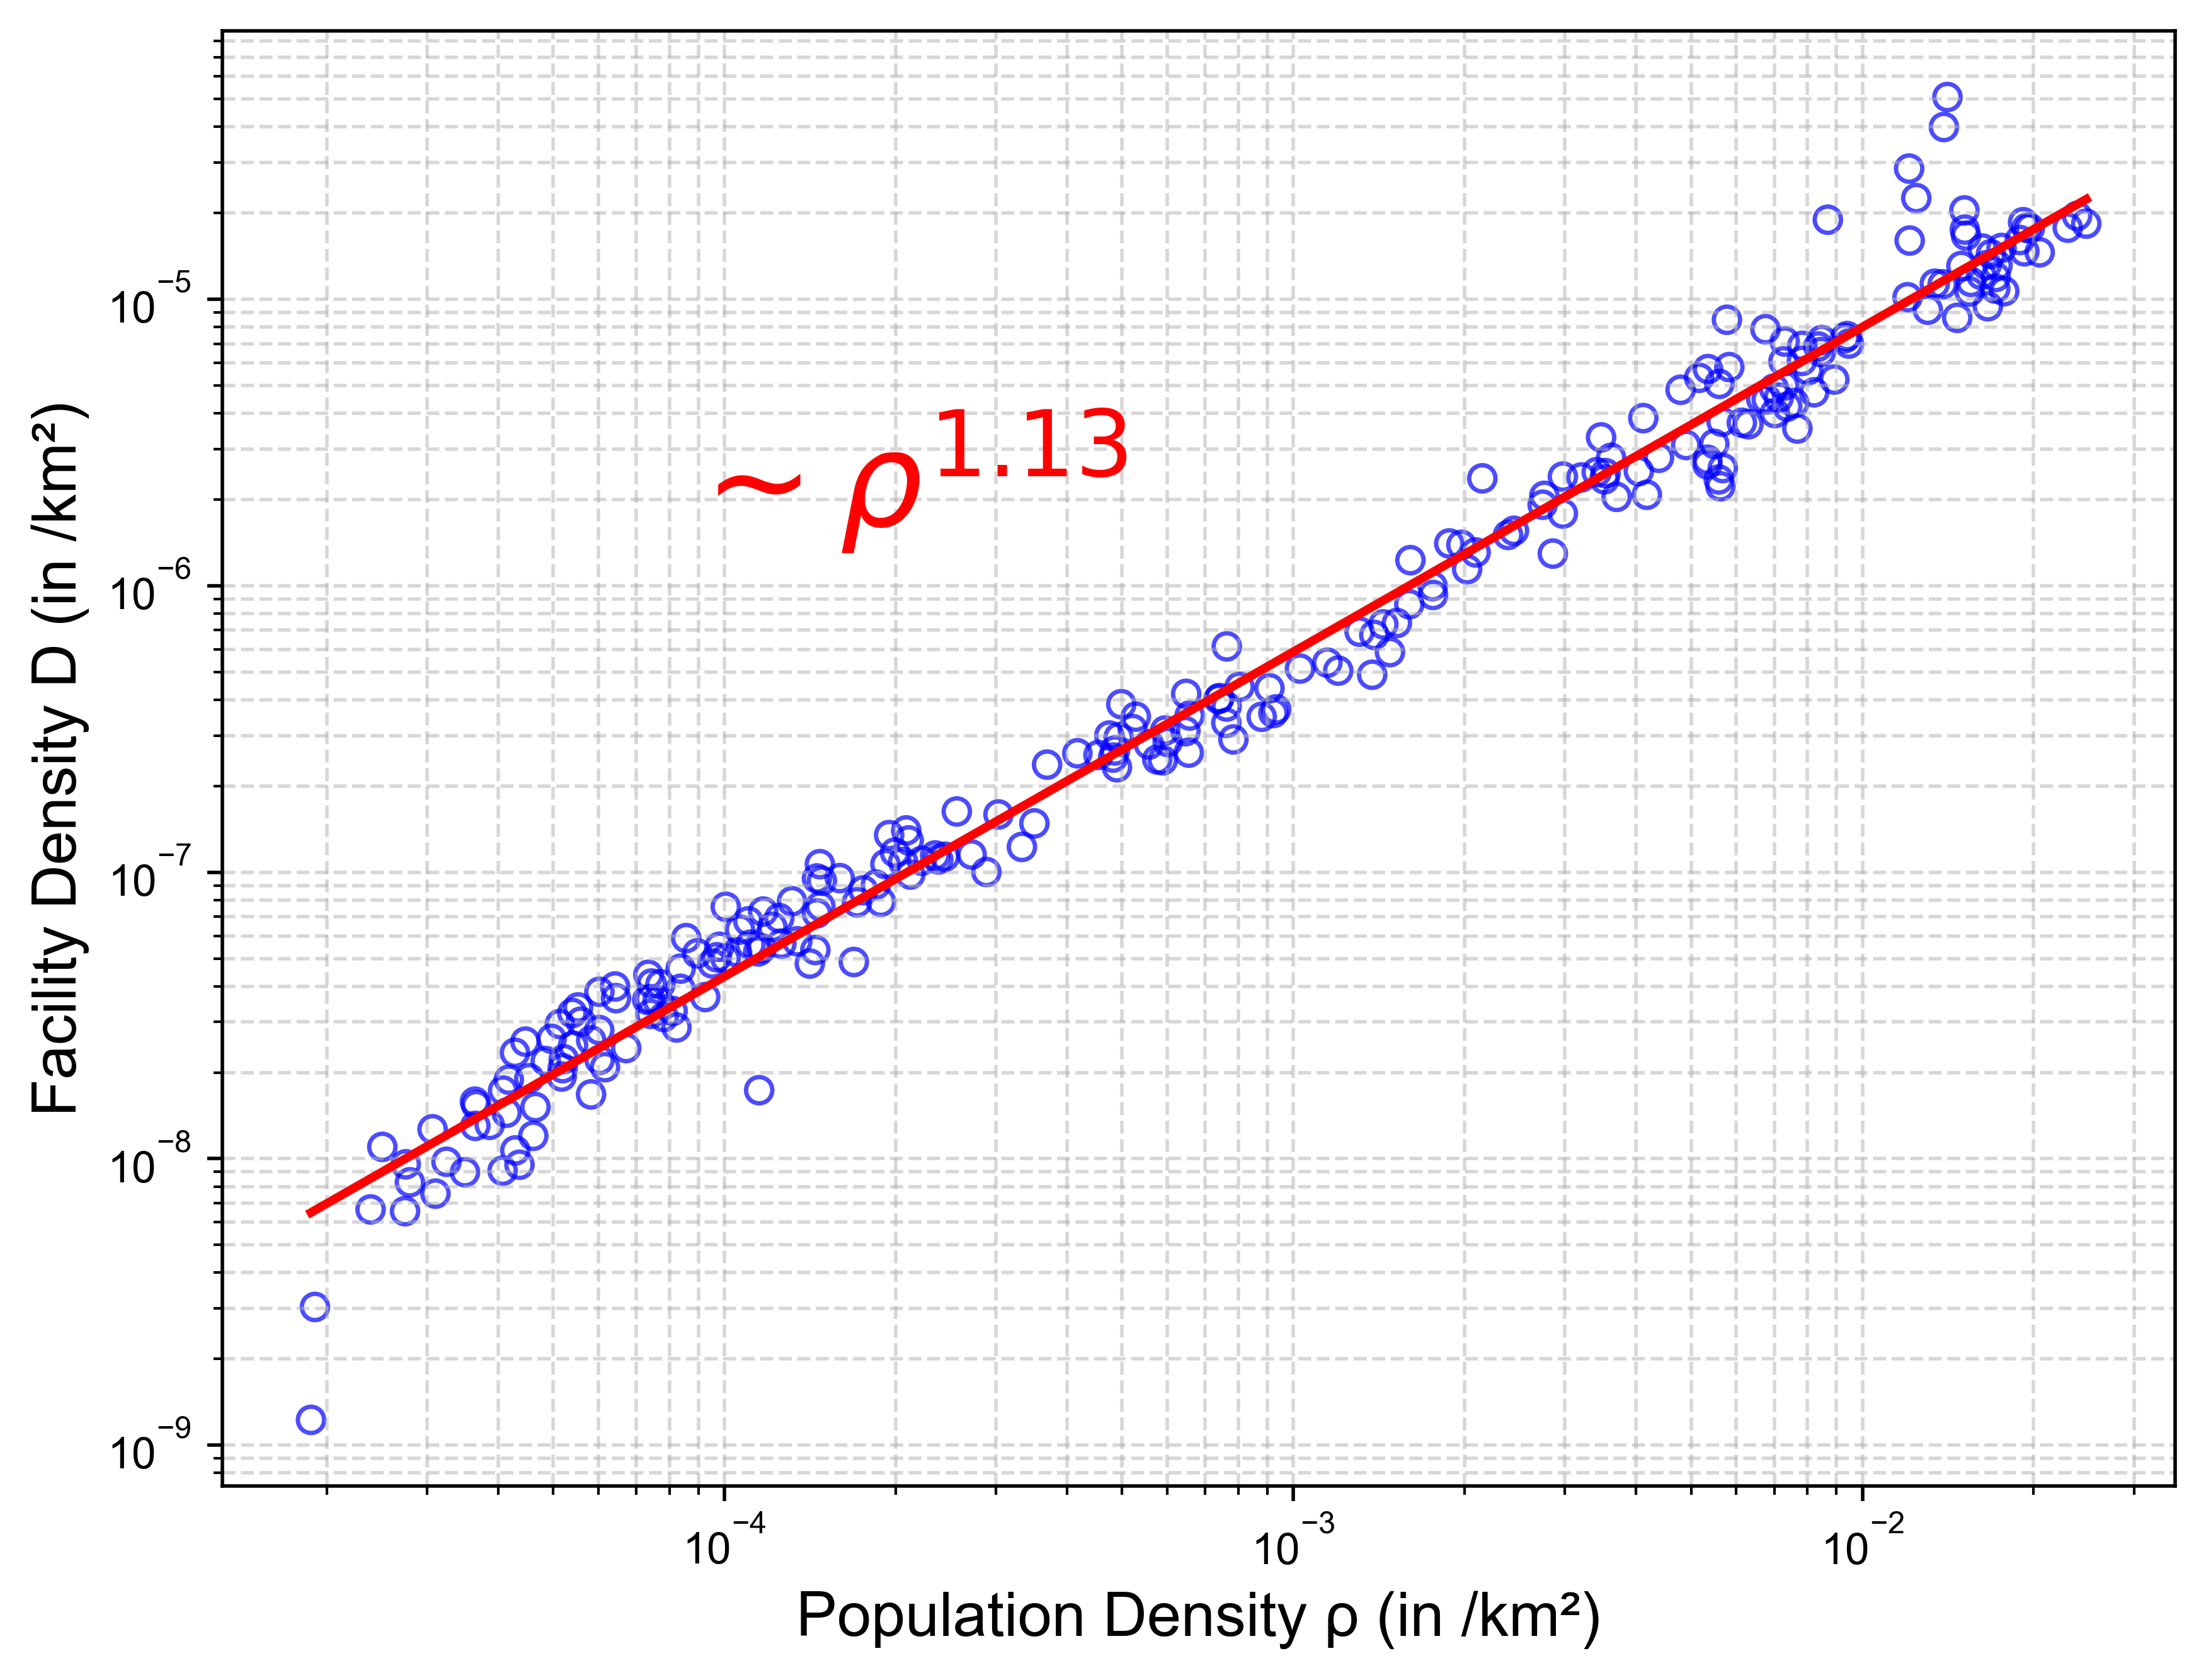 ~ ρ^1.13
Facility Density D (in /km²)
10⁻⁵
10⁻⁶
10⁻⁷
10⁻⁸
10⁻⁹
10⁻⁴ 10⁻³ 10⁻²
Population Density ρ (in /km²)